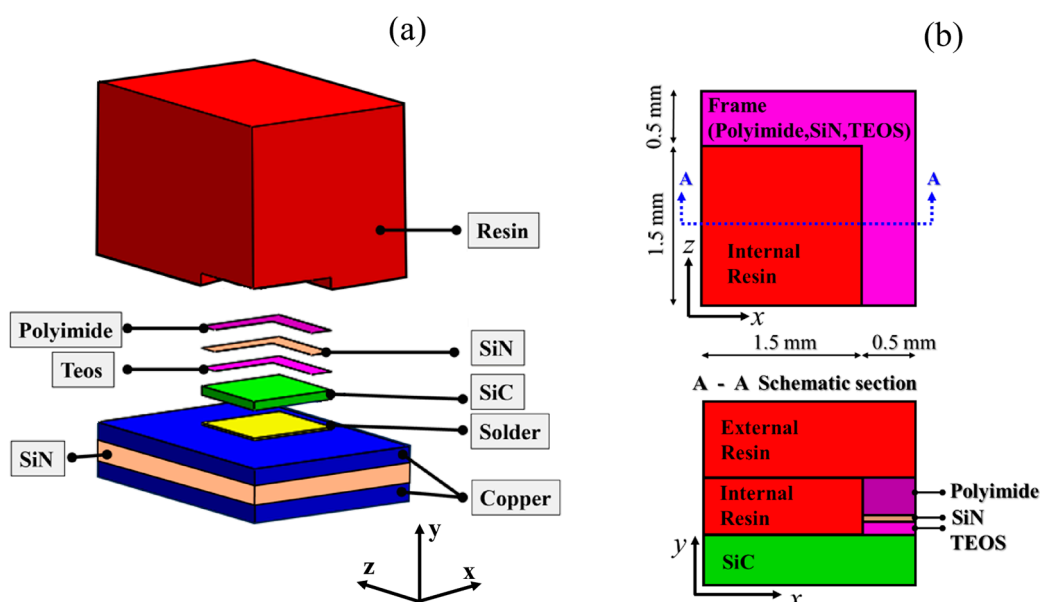 (a)
Resin
Polyimide
SiN
Teos
SiC
Solder
SiN
Copper
y
z
x
(b)
0.5 mm
Frame
(Polyimide,SiN,TEOS)
A
A
1.5 mm
Internal
Resin
z
x
1.5 mm
0.5 mm
A - A Schematic section
External
Resin
Internal
Resin
Polyimide
SiN
TEOS
y
SiC
x